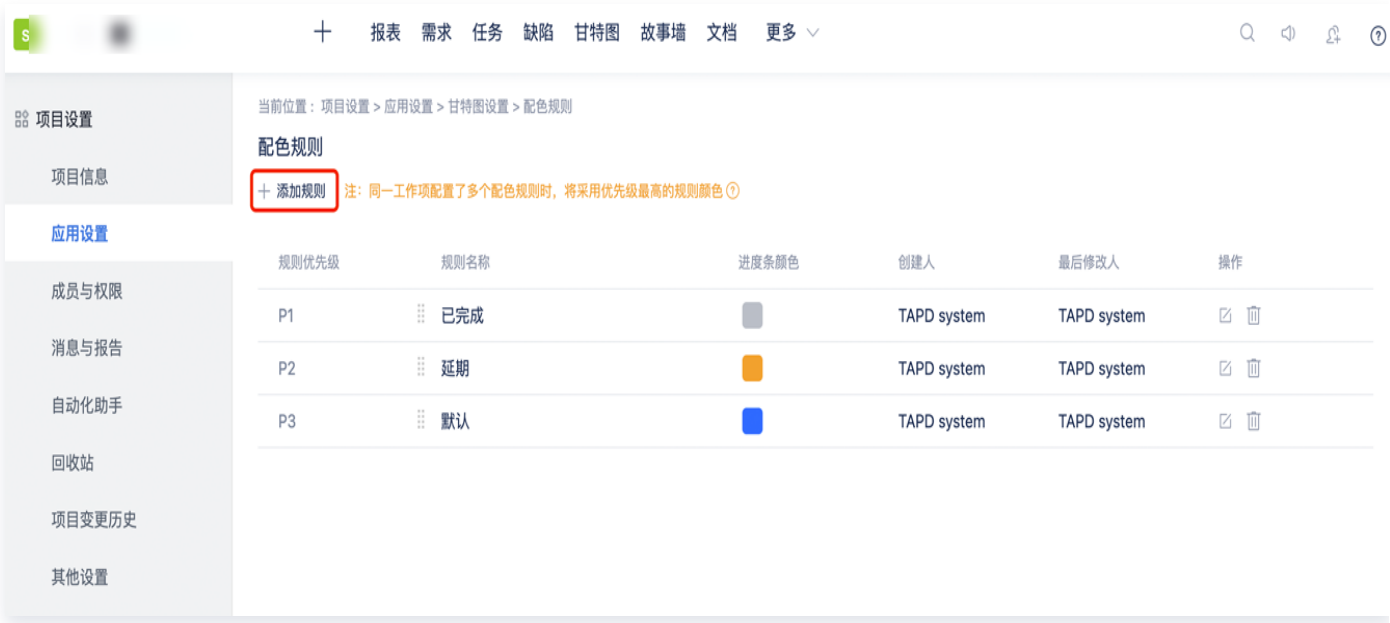 S
报表 需求 任务 缺陷 甘特图 故事墙 文档 更多
项目设置
项目信息
应用设置
成员与权限
消息与报告
自动化助手
回收站
项目变更历史
其他设置
当前位置：项目设置 > 应用设置 > 甘特图设置 > 配色规则
配色规则
+ 添加规则 注：同一工作项配置了多个配色规则时，将采用优先级最高的规则颜色 ?
规则优先级 规则名称 进度条颜色 创建人 最后修改人 操作
P1 已完成 TAPD system TAPD system
P2 延期 TAPD system TAPD system
P3 默认 TAPD system TAPD system